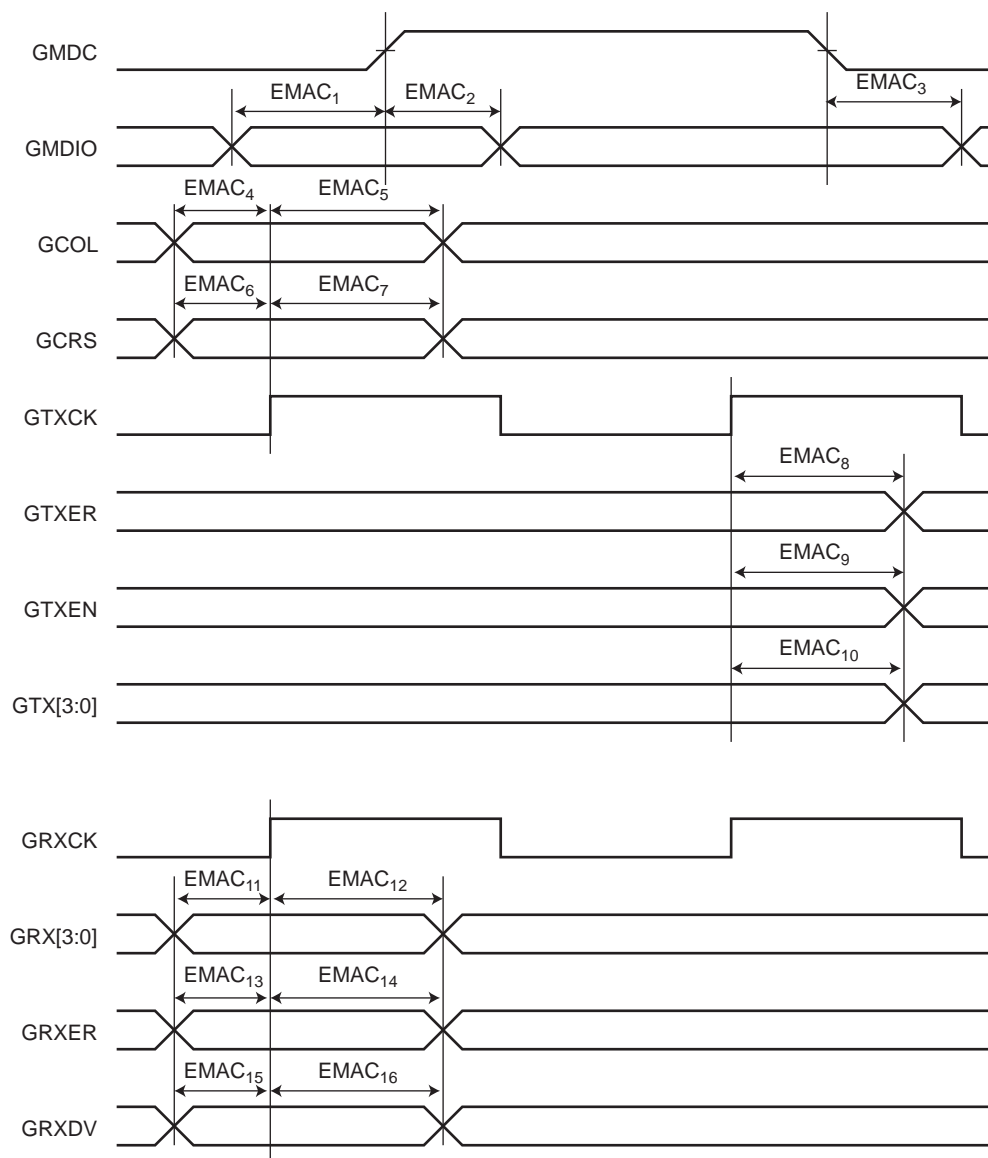 GMDC
EMAC1 EMAC2 EMAC3
GMDIO
EMAC4 EMAC5
GCOL
EMAC6 EMAC7
GCRS
GTXCK
EMAC8
GTXER
EMAC9
GTXEN
EMAC10
GTX[3:0]
GRXCK
EMAC11 EMAC12
GRX[3:0]
EMAC13 EMAC14
GRXER
EMAC15 EMAC16
GRXDV